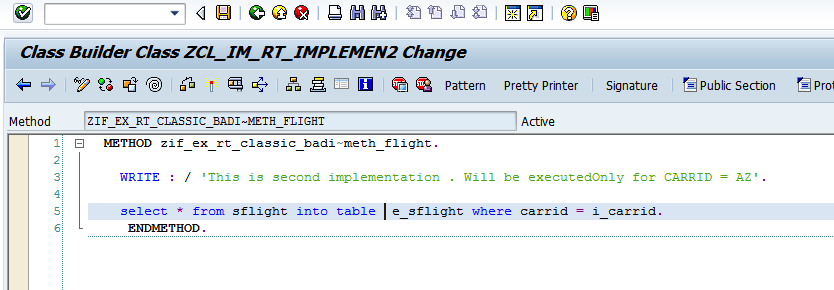 Class Builder Class ZCL_IM_RT_IMPLEMEN2 Change
Pattern Pretty Printer Signature Public Section Prot
Method ZIF_EX_RT_CLASSIC_BADI~METH_FLIGHT Active
1 METHOD zif_ex_rt_classic_badi~meth_flight.
2
3 WRITE : / 'This is second implementation . Will be executedOnly for CARRID = AZ'.
4
5 select * from sflight into table e_sflight where carrid = i_carrid.
6 ENDMETHOD.